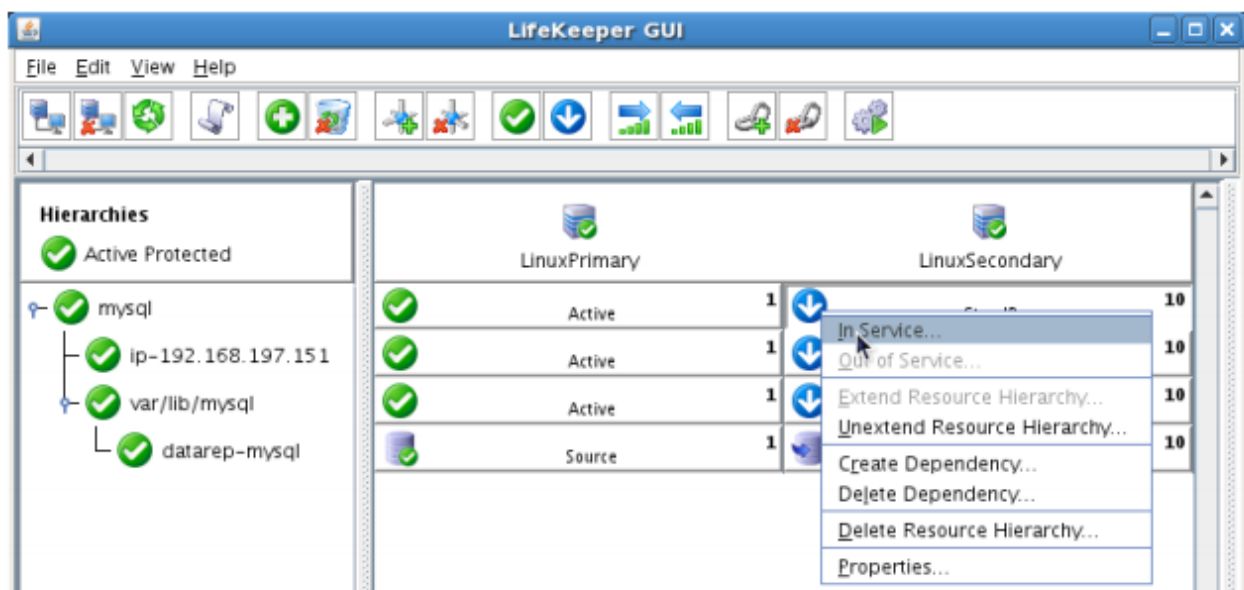 LifeKeeper GUI
File Edit View Help
Hierarchies
Active Protected
LinuxPrimary
LinuxSecondary
mysql
Active 1
10
ip-192.168.197.151
Active 1
10
var/lib/mysql
Active 1
10
datarep-mysql
Source 1
10
In Service...
Out of Service...
Extend Resource Hierarchy...
Unextend Resource Hierarchy...
Create Dependency...
Delete Dependency...
Delete Resource Hierarchy...
Properties...